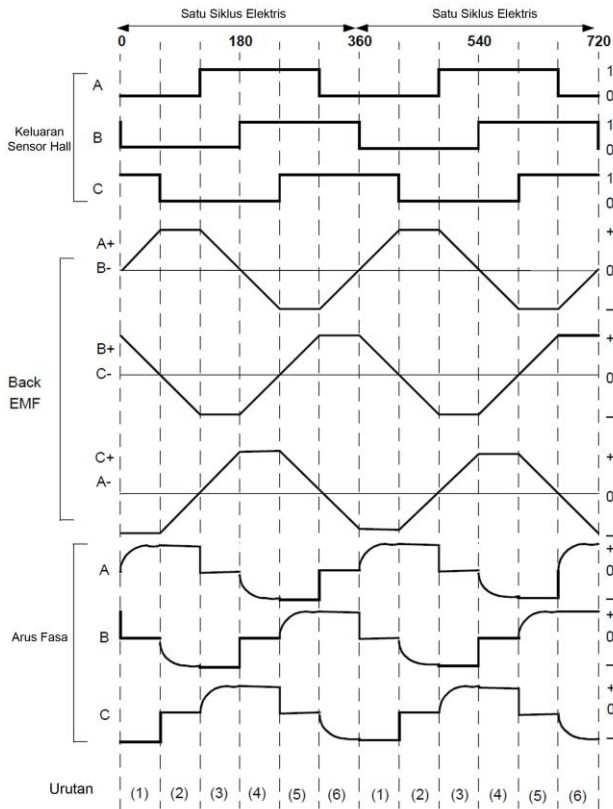 Satu Siklus Elektris Satu Siklus Elektris
0 180 360 540 720
A 1
0
Keluaran
Sensor Hall
B 1
0
C 1
0
A+ +
B- 0
–
B+ +
C- 0
–
Back
EMF
C+ +
A- 0
–
A +
0
–
Arus Fasa B +
0
–
C +
0
–
Urutan (1) (2) (3) (4) (5) (6) (1) (2) (3) (4) (5) (6)